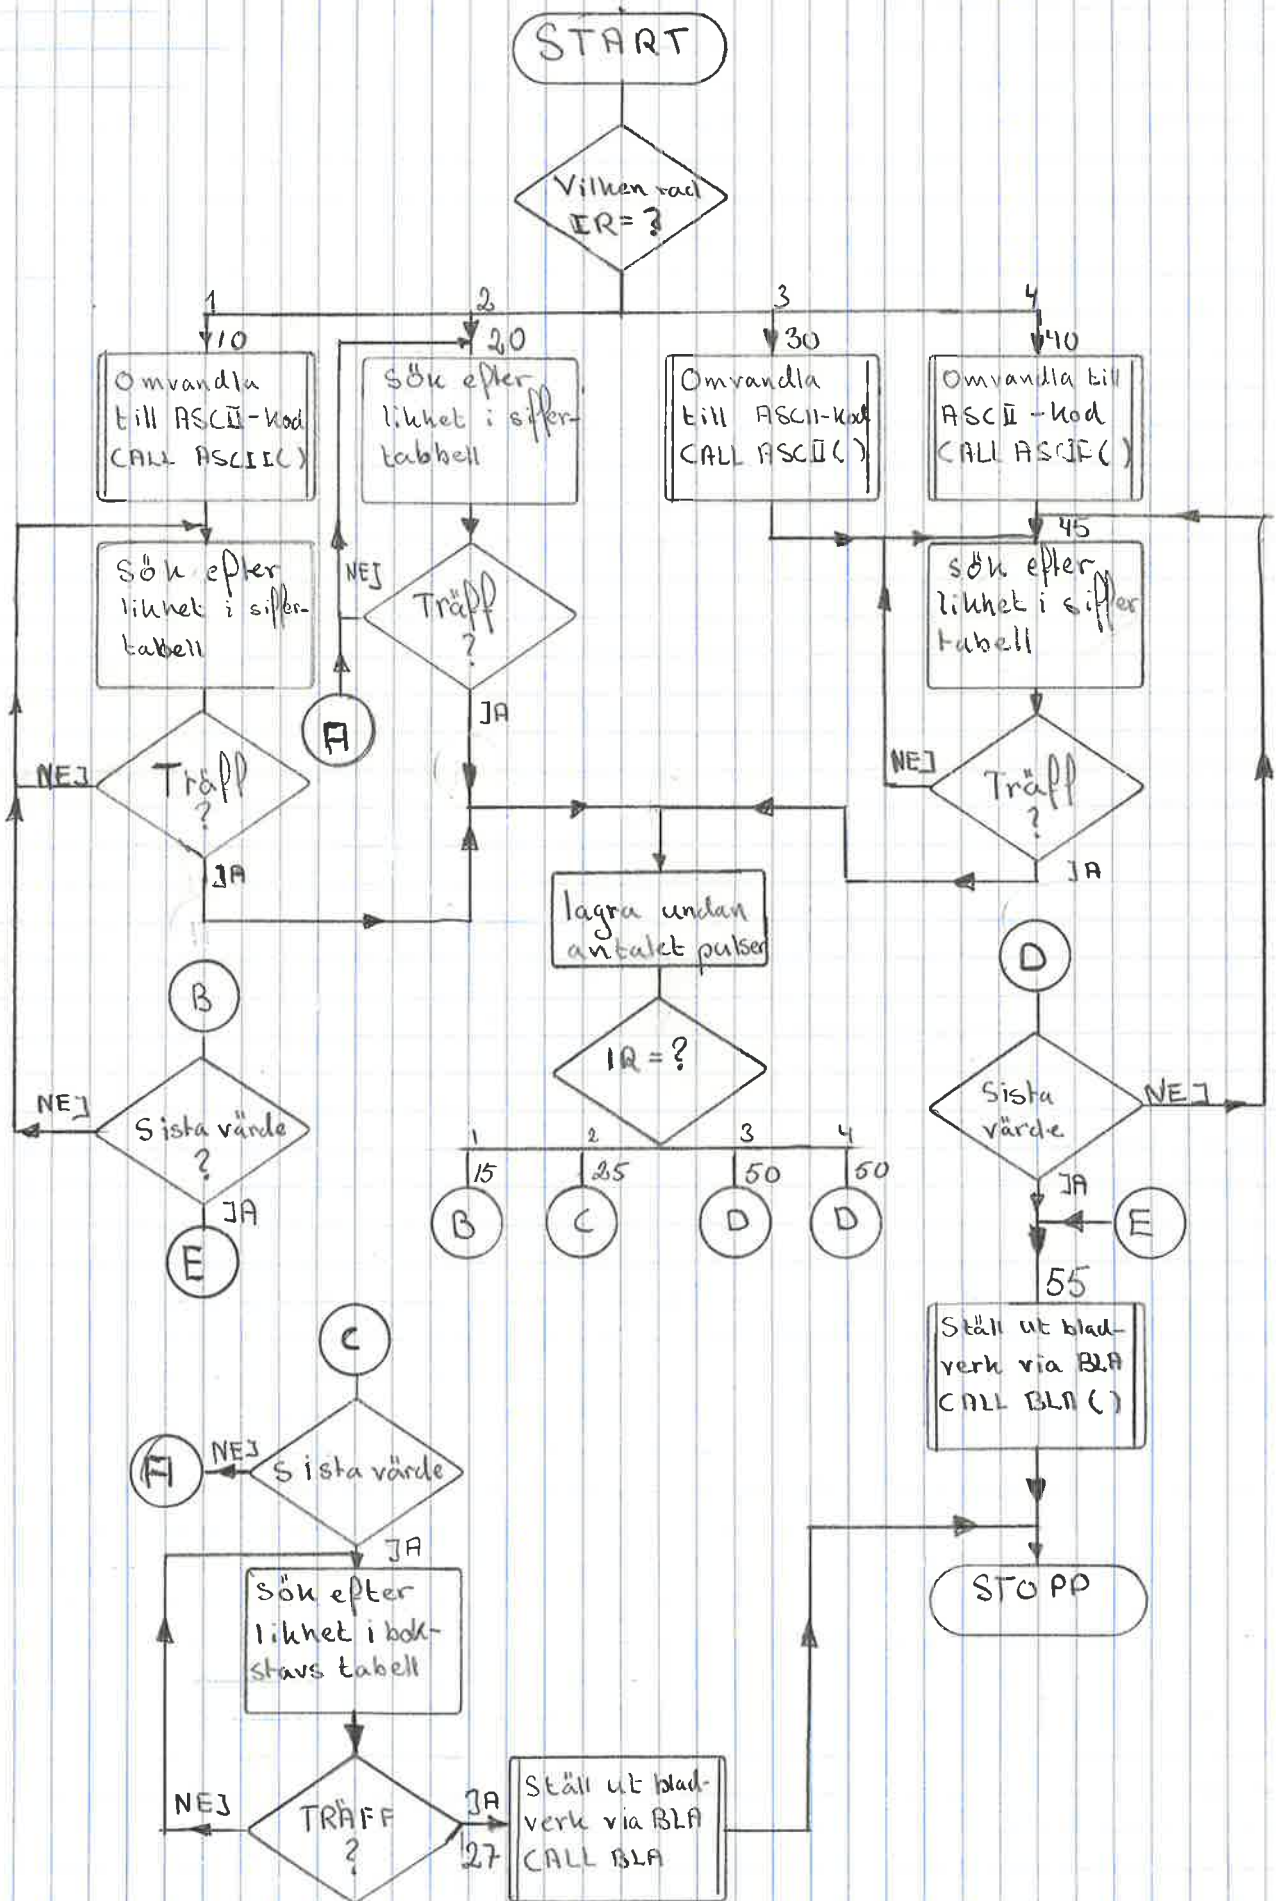 START
Vilken rad
IR = ?
1
2
3
4
10
20
30
40
Omvandla
till ASCII-kod
CALL ASCII()
Sök efter
likhet i siffer-
tabbell
Omvandla
till ASCII-kod
CALL ASCII()
Omvandla till
ASCII-kod
CALL ASCII()
45
Sök efter
likhet i siffer-
tabell
NEJ
Träff
?
JA
A
sök efter
likhet i siffer
tabell
NEJ
Träff
?
JA
NEJ
Träff
?
JA
lagra undan
antalet pulser
B
D
IR = ?
NEJ
Sista värde
?
JA
E
Sista
värde
NEJ
JA
1
2
3
4
15
25
50
50
B
C
D
D
E
55
Ställ ut blad-
verk via BLA
CALL BLA ()
C
A
NEJ
Sista värde
JA
Sök efter
likhet i bok-
stavs tabell
STOPP
NEJ
TRÄFF
?
JA
27
Ställ ut blad-
verk via BLA
CALL BLA